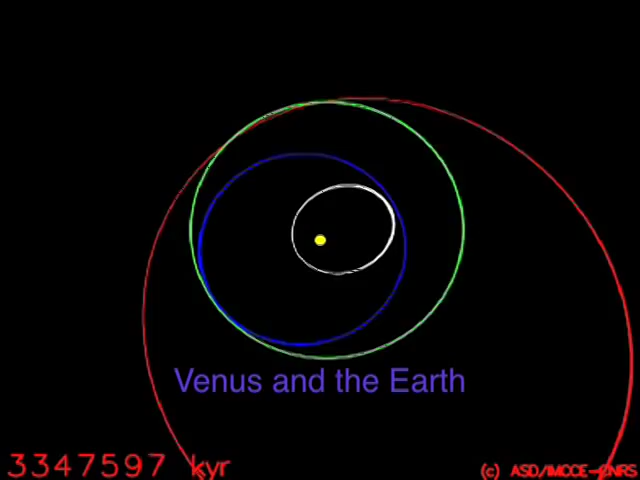 Venus and the Earth
3347597 kyr
(c) ASD/IMCCE-CNRS